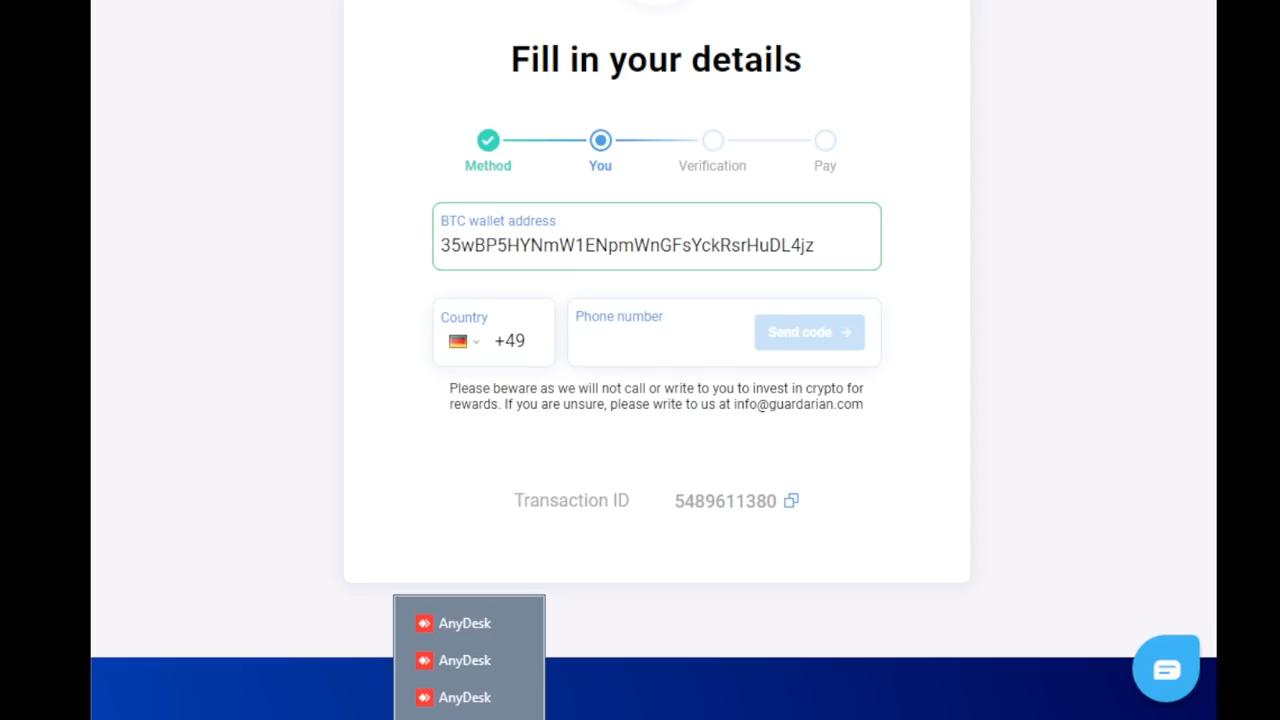 Fill in your details
Method
You
Verification
Pay
BTC wallet address
35wBP5HYNmW1ENpmWnGFsYckRsrHuDL4jz
Country
+49
Phone number
Send code
Please beware as we will not call or write to you to invest in crypto for
rewards. If you are unsure, please write to us at info@guardarian.com
Transaction ID 5489611380
AnyDesk
AnyDesk
AnyDesk